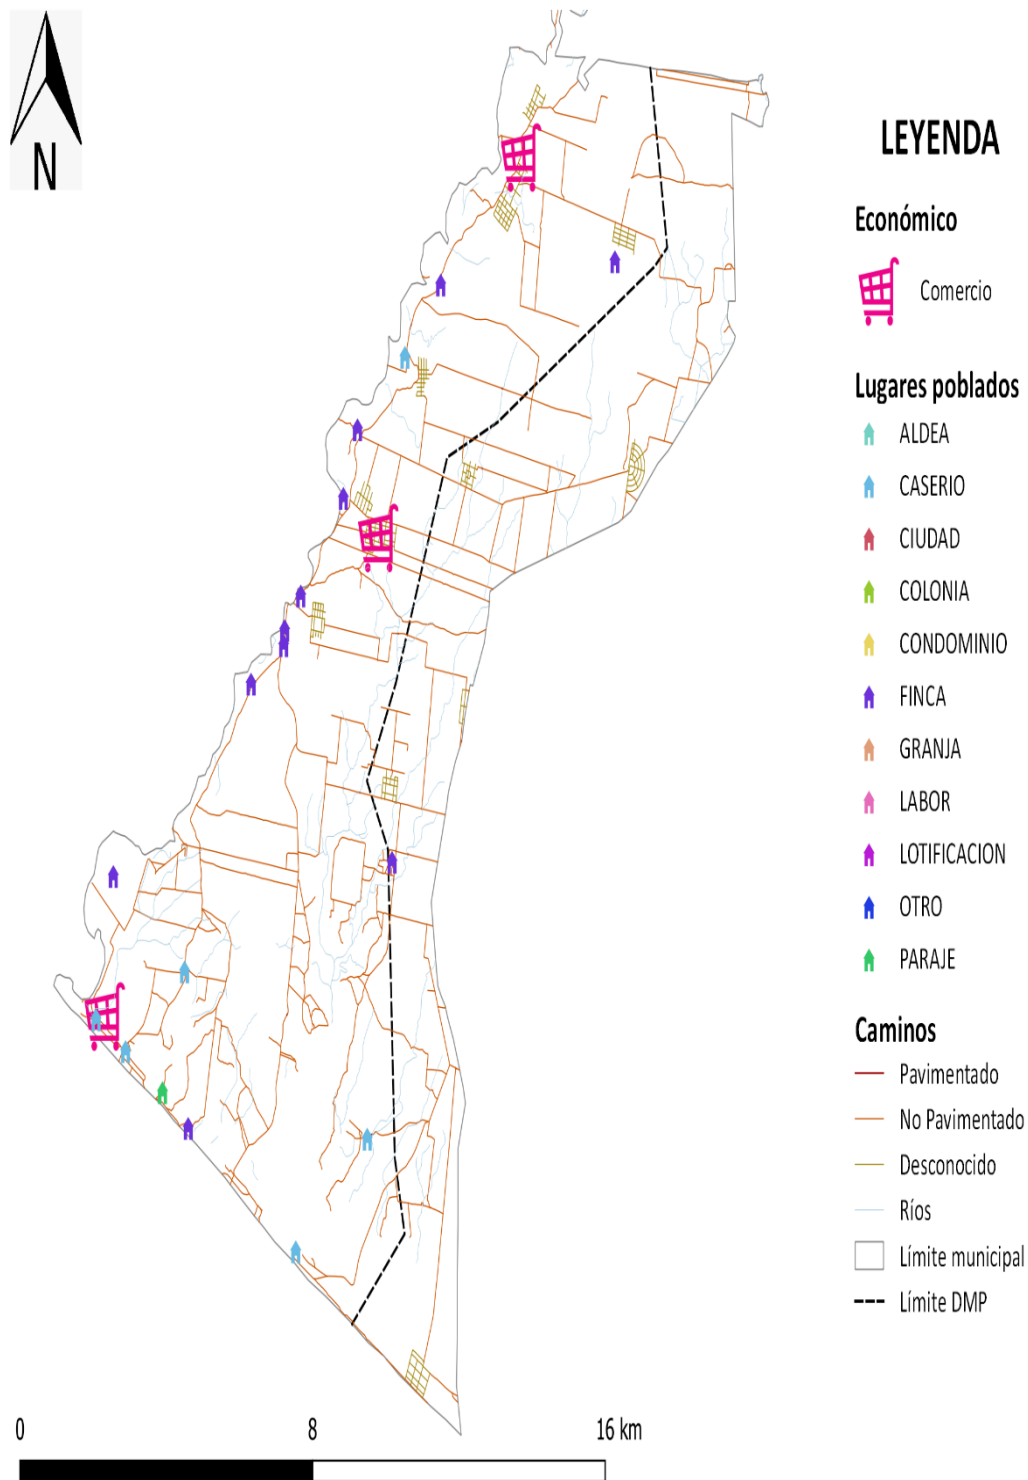 N
LEYENDA
Económico
Comercio
Lugares poblados
ALDEA
CASERIO
CIUDAD
COLONIA
CONDOMINIO
FINCA
GRANJA
LABOR
LOTIFICACION
OTRO
PARAJE
Caminos
Pavimentado
No Pavimentado
Desconocido
Ríos
Límite municipal
Límite DMP
0 8 16 km